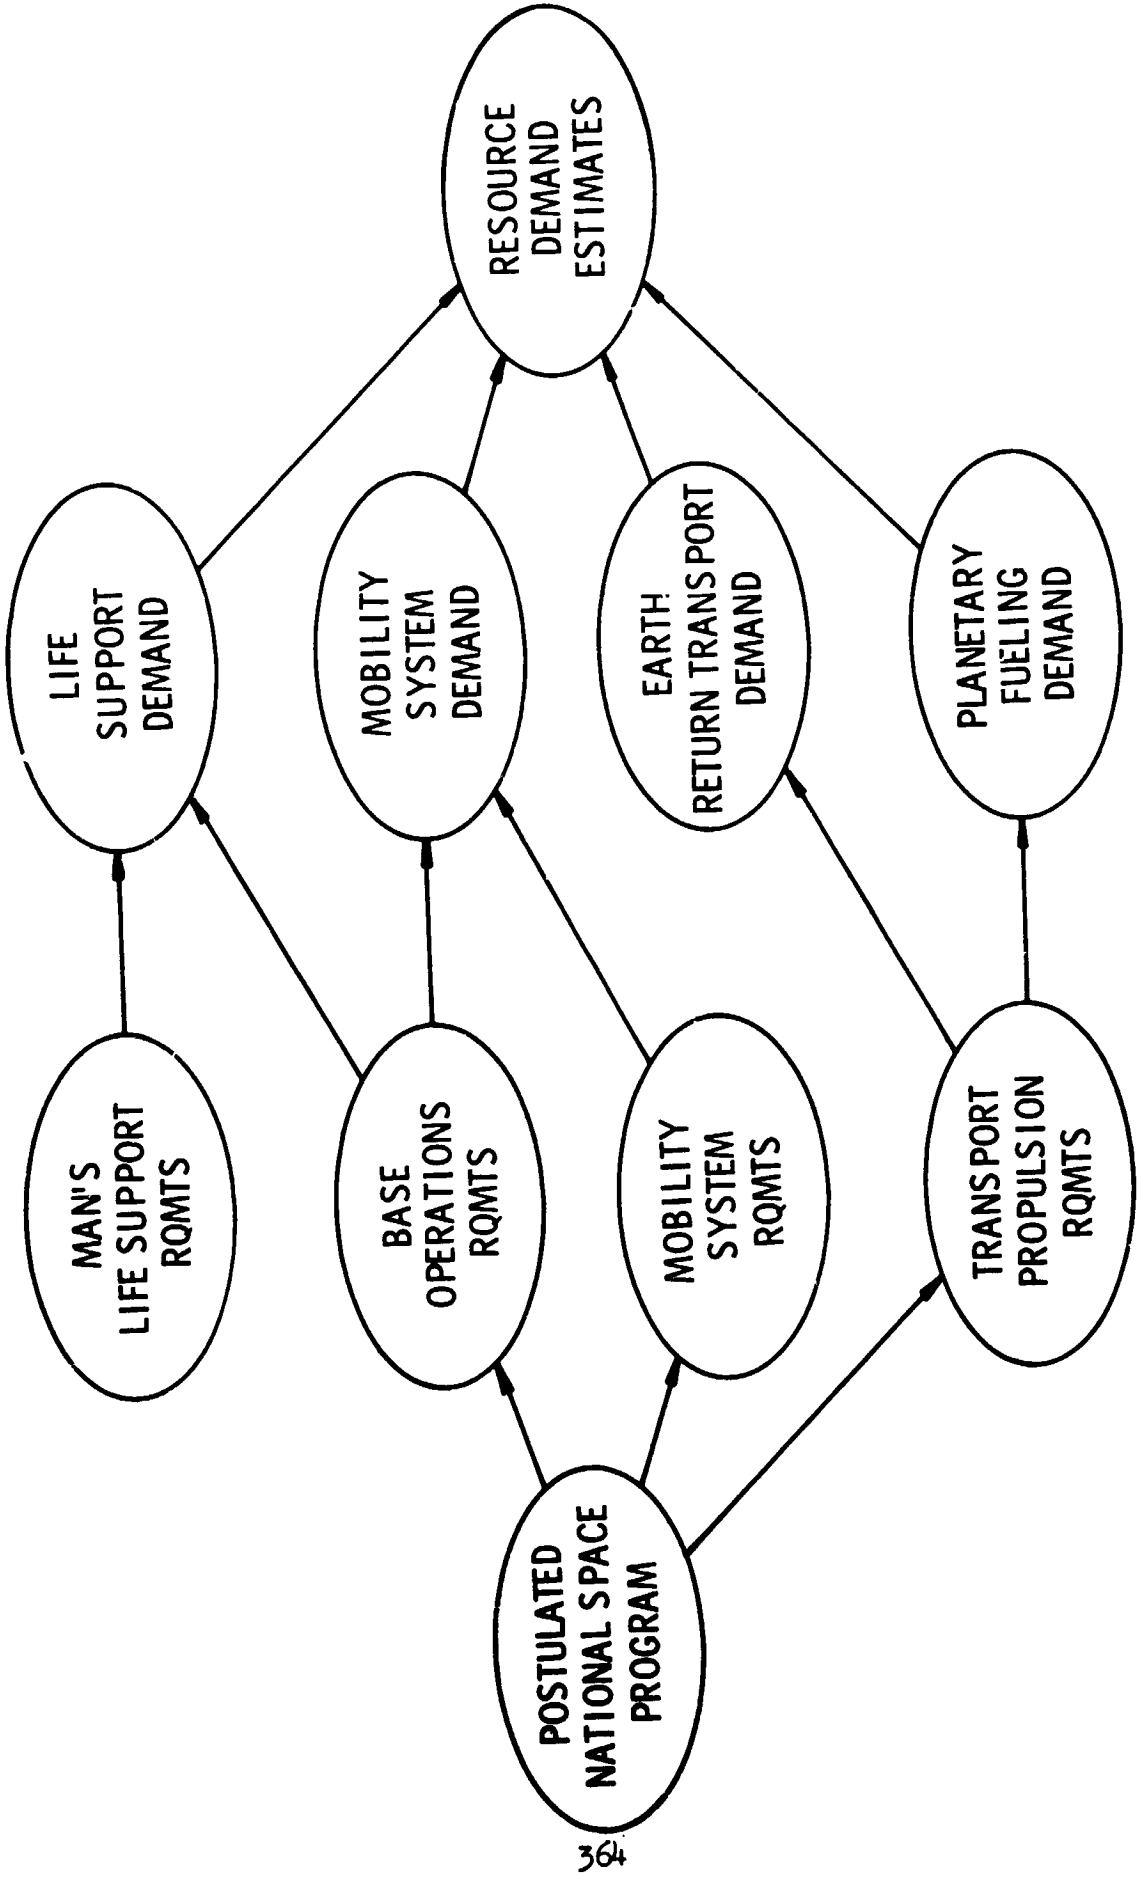 MAN'S
LIFE SUPPORT
RQMTS
LIFE
SUPPORT
DEMAND
BASE
OPERATIONS
RQMTS
MOBILITY
SYSTEM
DEMAND
POSTULATED
NATIONAL SPACE
PROGRAM
RESOURCE
DEMAND
ESTIMATES
MOBILITY
SYSTEM
RQMTS
EARTH
RETURN TRANSPORT
DEMAND
TRANSPORT
PROPULSION
RQMTS
PLANETARY
FUELING
DEMAND
364